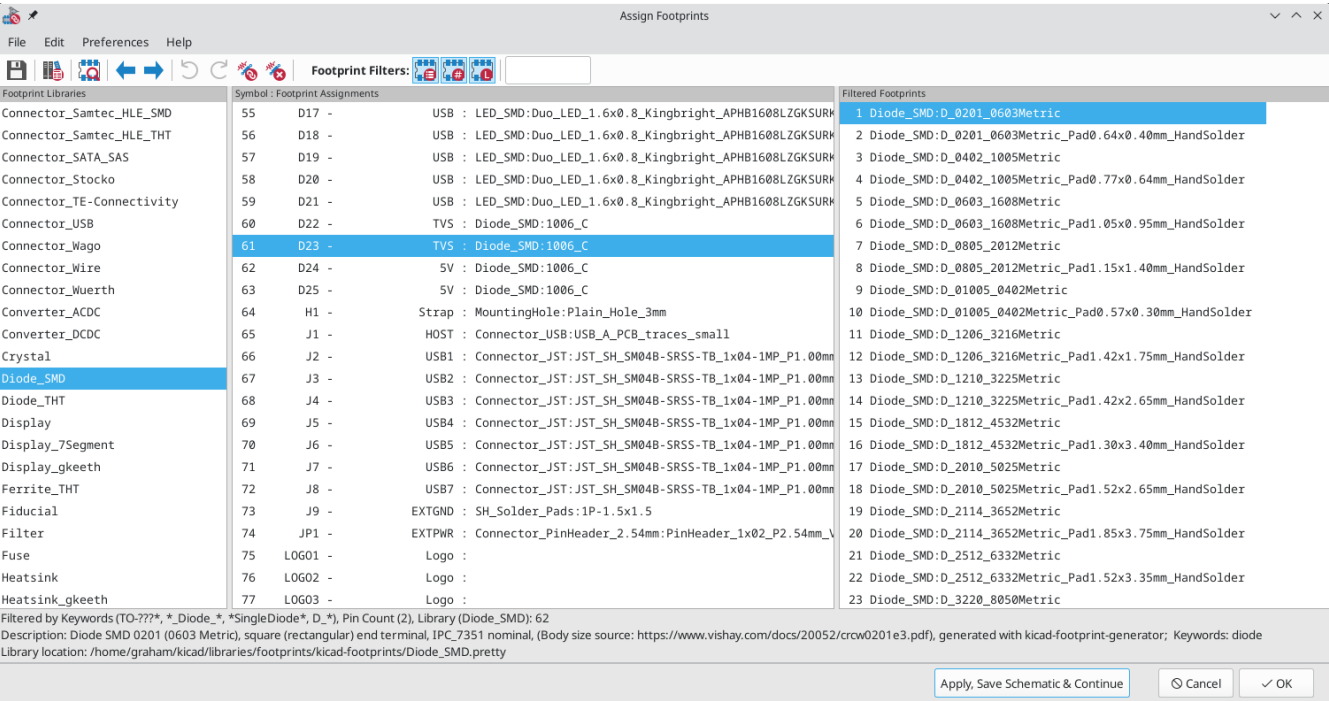 Assign Footprints
File Edit Preferences Help
Footprint Filters:
Footprint Libraries
Connector_Samtec_HLE_SMD
Connector_Samtec_HLE_THT
Connector_SATA_SAS
Connector_Stocko
Connector_TE-Connectivity
Connector_USB
Connector_Wago
Connector_Wire
Connector_Wuerth
Converter_ACDC
Converter_DCDC
Crystal
Diode_SMD
Diode_THT
Display
Display_7Segment
Display_gkeeth
Ferrite_THT
Fiducial
Filter
Fuse
Heatsink
Heatsink_gkeeth
Symbol : Footprint Assignments
55 D17 - USB : LED_SMD:Duo_LED_1.6x0.8_Kingbright_APHB1608LZGKSURK
56 D18 - USB : LED_SMD:Duo_LED_1.6x0.8_Kingbright_APHB1608LZGKSURK
57 D19 - USB : LED_SMD:Duo_LED_1.6x0.8_Kingbright_APHB1608LZGKSURK
58 D20 - USB : LED_SMD:Duo_LED_1.6x0.8_Kingbright_APHB1608LZGKSURK
59 D21 - USB : LED_SMD:Duo_LED_1.6x0.8_Kingbright_APHB1608LZGKSURK
60 D22 - TVS : Diode_SMD:1006_C
61 D23 - TVS : Diode_SMD:1006_C
62 D24 - 5V : Diode_SMD:1006_C
63 D25 - 5V : Diode_SMD:1006_C
64 H1 - Strap : MountingHole:Plain_Hole_3mm
65 J1 - HOST : Connector_USB:USB_A_PCB_traces_small
66 J2 - USB1 : Connector_JST:JST_SH_SM04B-SRSS-TB_1x04-1MP_P1.00mm
67 J3 - USB2 : Connector_JST:JST_SH_SM04B-SRSS-TB_1x04-1MP_P1.00mm
68 J4 - USB3 : Connector_JST:JST_SH_SM04B-SRSS-TB_1x04-1MP_P1.00mm
69 J5 - USB4 : Connector_JST:JST_SH_SM04B-SRSS-TB_1x04-1MP_P1.00mm
70 J6 - USB5 : Connector_JST:JST_SH_SM04B-SRSS-TB_1x04-1MP_P1.00mm
71 J7 - USB6 : Connector_JST:JST_SH_SM04B-SRSS-TB_1x04-1MP_P1.00mm
72 J8 - USB7 : Connector_JST:JST_SH_SM04B-SRSS-TB_1x04-1MP_P1.00mm
73 J9 - EXTGND : SH_Solder_Pads:1P-1.5x1.5
74 JP1 - EXTPWR : Connector_PinHeader_2.54mm:PinHeader_1x02_P2.54mm_V
75 LOGO1 - Logo :
76 LOGO2 - Logo :
77 LOGO3 - Logo :
Filtered Footprints
1 Diode_SMD:D_0201_0603Metric
2 Diode_SMD:D_0201_0603Metric_Pad0.64x0.40mm_HandSolder
3 Diode_SMD:D_0402_1005Metric
4 Diode_SMD:D_0402_1005Metric_Pad0.77x0.64mm_HandSolder
5 Diode_SMD:D_0603_1608Metric
6 Diode_SMD:D_0603_1608Metric_Pad1.05x0.95mm_HandSolder
7 Diode_SMD:D_0805_2012Metric
8 Diode_SMD:D_0805_2012Metric_Pad1.15x1.40mm_HandSolder
9 Diode_SMD:D_01005_0402Metric
10 Diode_SMD:D_01005_0402Metric_Pad0.57x0.30mm_HandSolder
11 Diode_SMD:D_1206_3216Metric
12 Diode_SMD:D_1206_3216Metric_Pad1.42x1.75mm_HandSolder
13 Diode_SMD:D_1210_3225Metric
14 Diode_SMD:D_1210_3225Metric_Pad1.42x2.65mm_HandSolder
15 Diode_SMD:D_1812_4532Metric
16 Diode_SMD:D_1812_4532Metric_Pad1.30x3.40mm_HandSolder
17 Diode_SMD:D_2010_5025Metric
18 Diode_SMD:D_2010_5025Metric_Pad1.52x2.65mm_HandSolder
19 Diode_SMD:D_2114_3652Metric
20 Diode_SMD:D_2114_3652Metric_Pad1.85x3.75mm_HandSolder
21 Diode_SMD:D_2512_6332Metric
22 Diode_SMD:D_2512_6332Metric_Pad1.52x3.35mm_HandSolder
23 Diode_SMD:D_3220_8050Metric
Filtered by Keywords (TO-???*, *_Diode_*, *SingleDiode*, D_*), Pin Count (2), Library (Diode_SMD): 62
Description: Diode SMD 0201 (0603 Metric), square (rectangular) end terminal, IPC_7351 nominal, (Body size source: https://www.vishay.com/docs/20052/crcw0201e3.pdf), generated with kicad-footprint-generator; Keywords: diode
Library location: /home/graham/kicad/libraries/footprints/kicad-footprints/Diode_SMD.pretty
Apply, Save Schematic & Continue
Cancel
OK